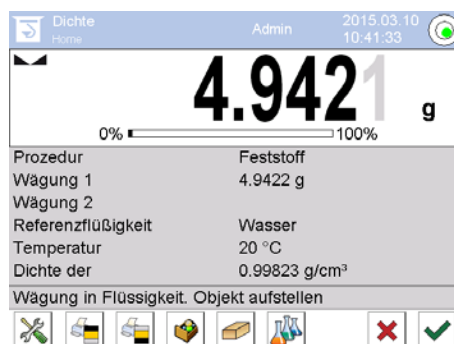 Dichte
Home
Admin
2015.03.10
10:41:33
4.9421 g
0% 100%
Prozedur Feststoff
Wägung 1 4.9422 g
Wägung 2
Referenzflüßigkeit Wasser
Temperatur 20 °C
Dichte der 0.99823 g/cm³
Wägung in Flüssigkeit. Objekt aufstellen